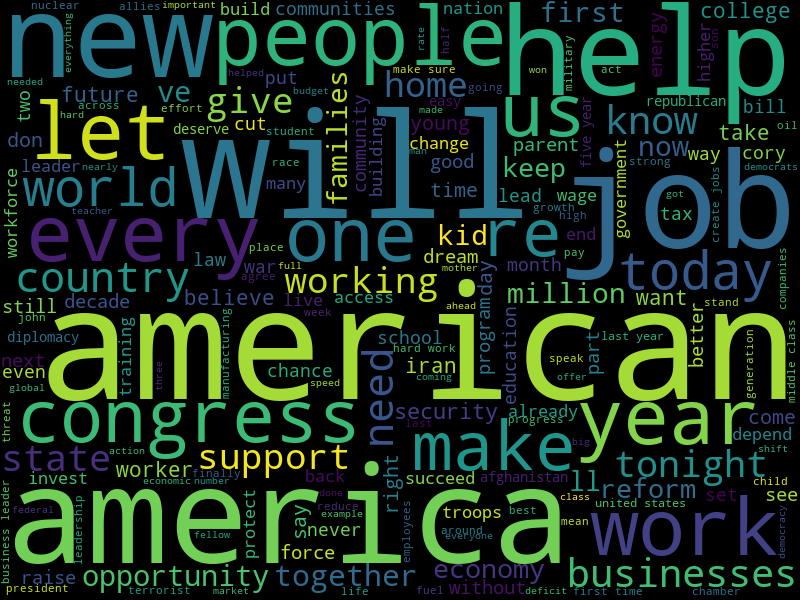 nuclear
allies
important
build
communities
nation
first
college
new
people
help
everything
rate
half
military
energy
higher
son
needed
across
future
ve
put
home
make sure
going
won
act
two
give
families
helped
budget
republican
bill
hard
effort
let
will
us
know
take
oil
don
deserve
cut
student
community
building
easy
made
young
change
parent
five year
government
now
way
cory
strong
democrats
leader
nearly
race
man
good
keep
workforce
world
many
time
lead
wage
job
got
tax
create jobs
teacher
growth
high
every
one
kid
re
end
pay
place
law
war
full
dream
mother
month
today
companies
country
agree
working
day
million
want
stand
still
decade
believe
live
access
ahead
program
better
john
week
diplomacy
training
manufacturing
american
school
hard work
education
part
last year
generation
middle class
next
even
chance
iran
speak
global
three
speed
coming
offer
threat
congress
need
security
already
progress
year
come
depend
last
big
shift
state
action
support
make
tonight
worker
finally
back
right
succeed
afghanistan
ll
reform
set
child
see
invest
economic
number
business leader
federal
leadership
america
done
reduce
example
protect
say
never
troops
class
united states
best
mean
work
democracy
fellow
employees
around
everyone
president
force
raise
opportunity
together
economy
without
businesses
terrorist
market
life
fuel
deficit
first time
chamber